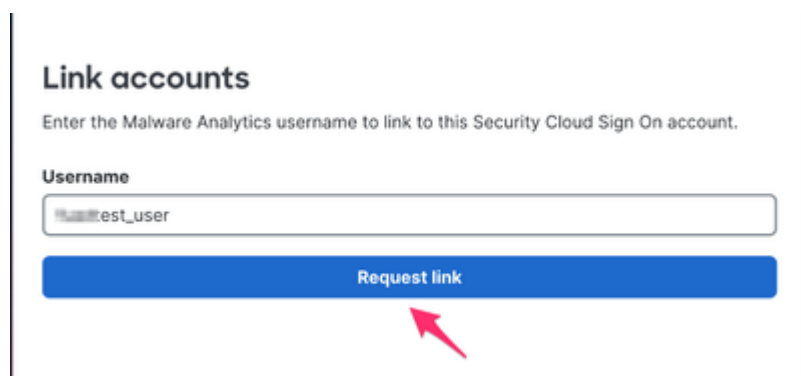 Link accounts
Enter the Malware Analytics username to link to this Security Cloud Sign On account.
Username
test_user
Request link